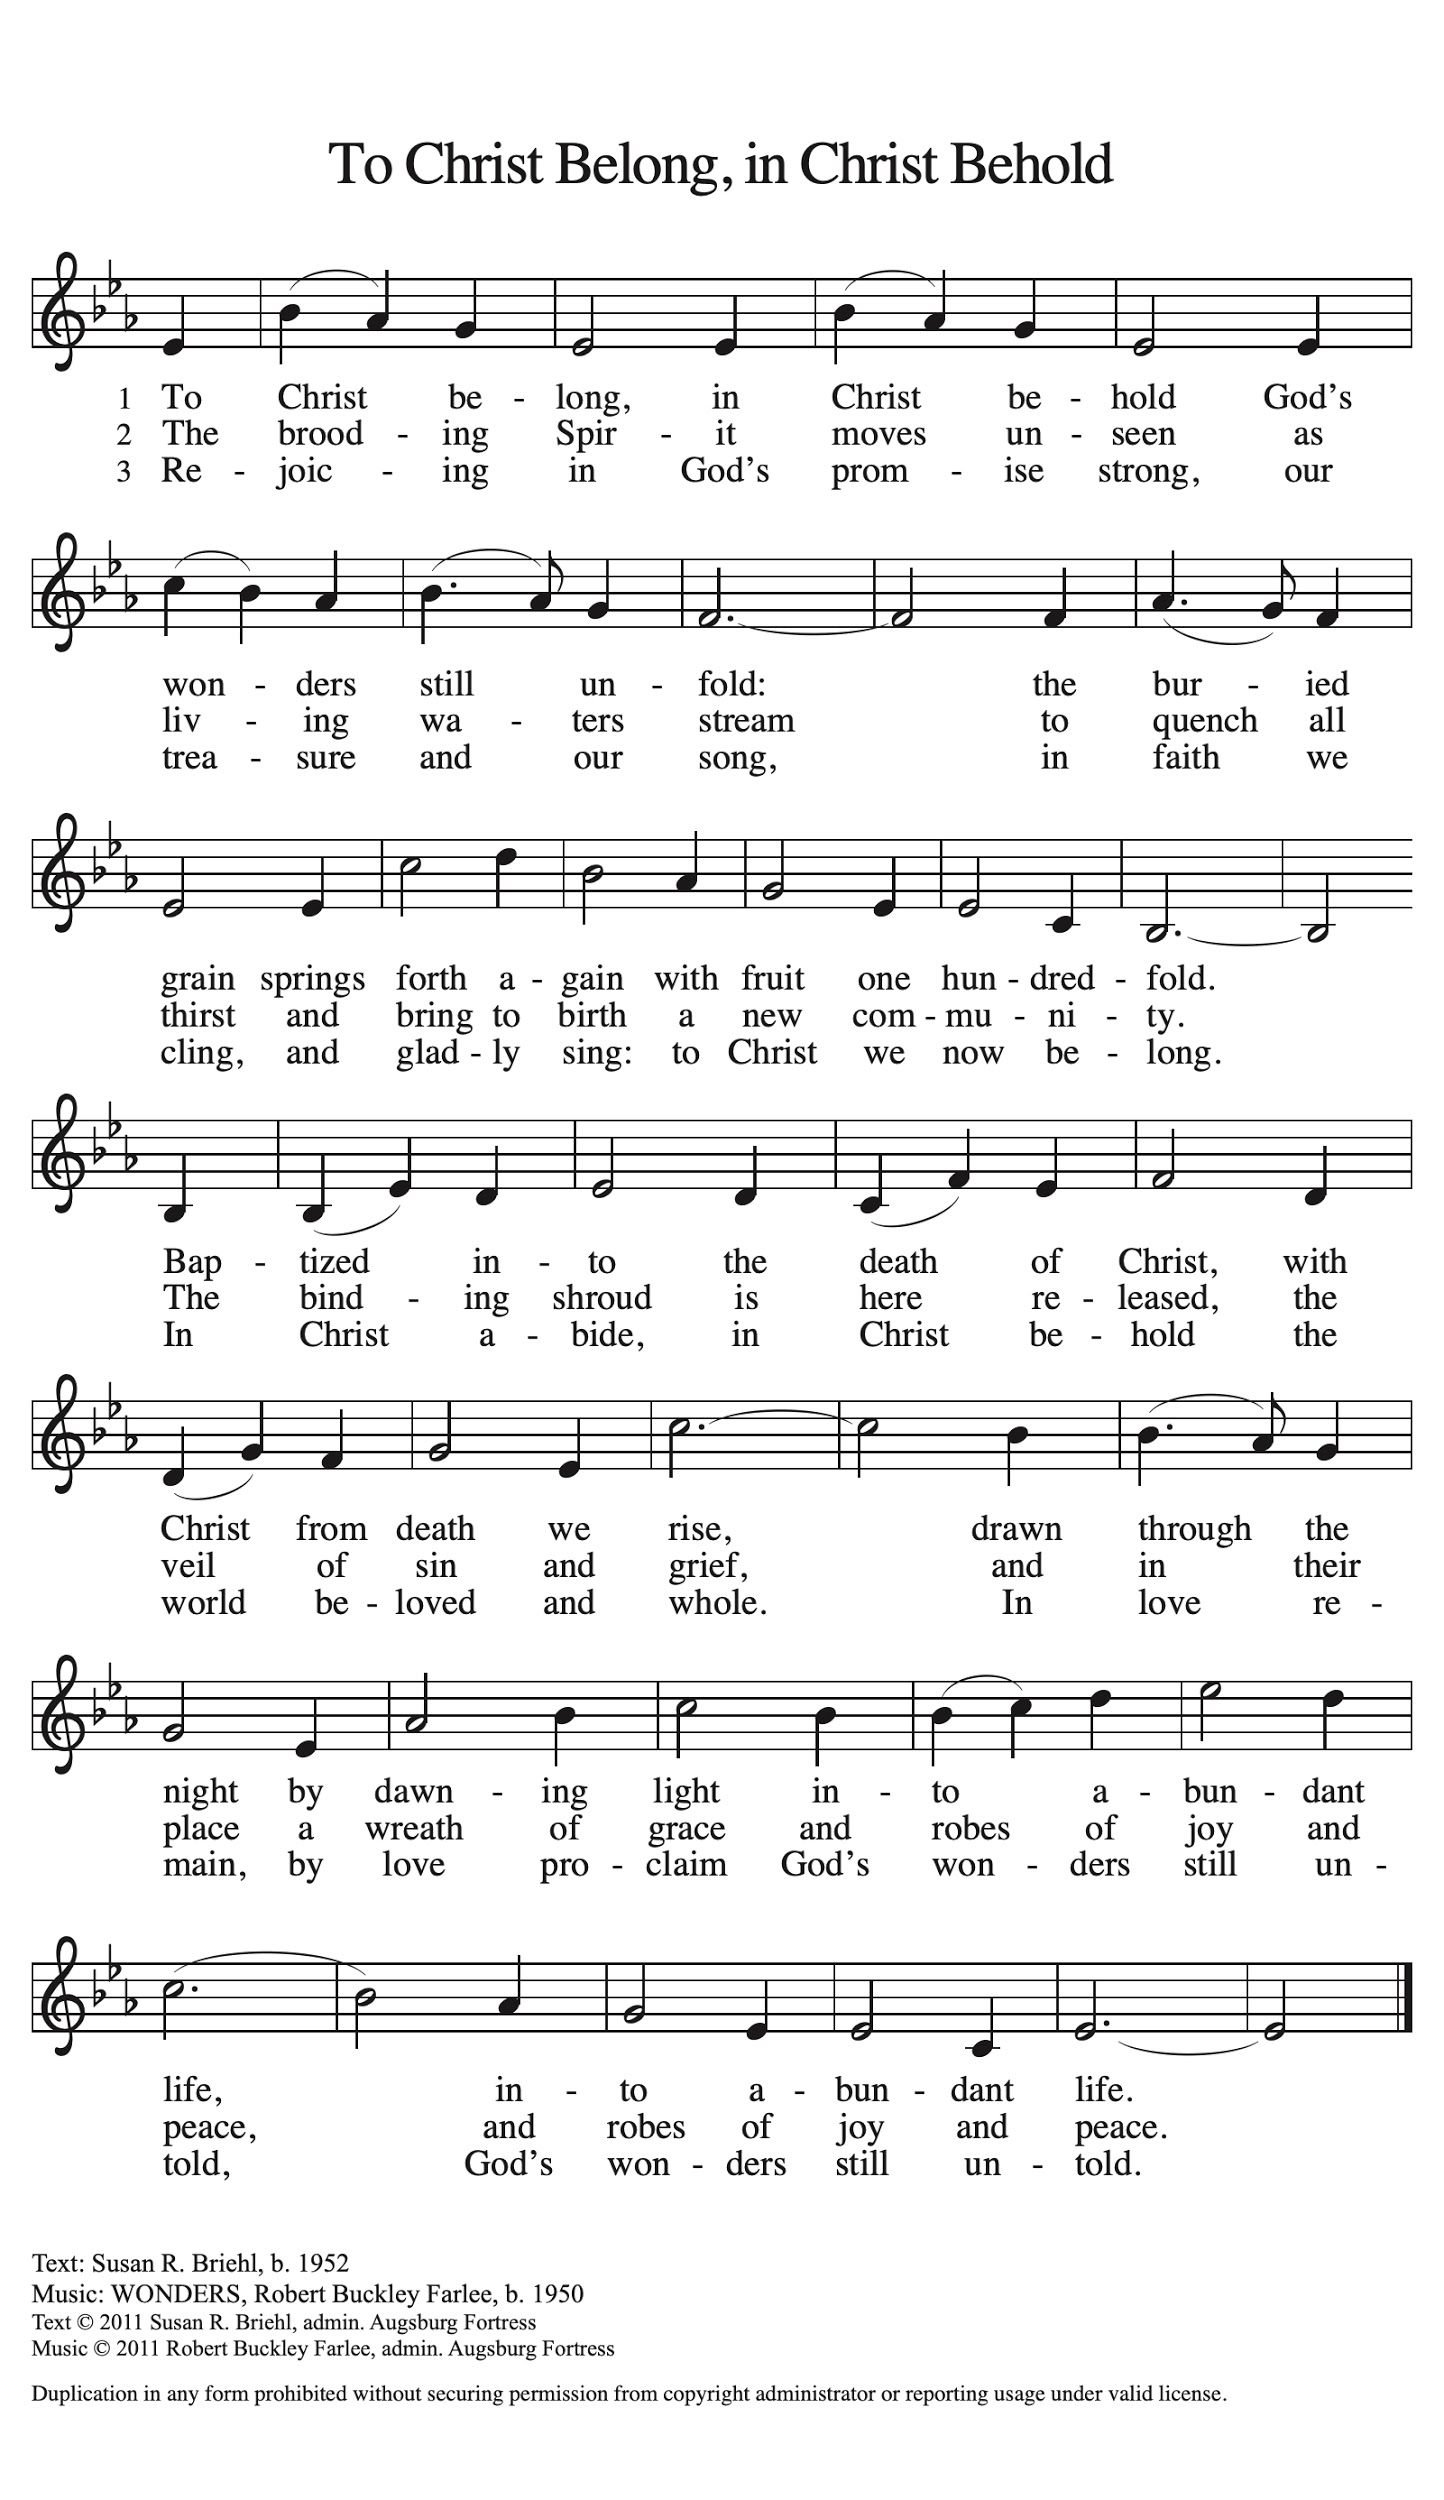 To Christ Belong, in Christ Behold
1 To Christ be - long, in Christ be - hold God’s
2 The brood - ing Spir - it moves un - seen as
3 Re - joic - ing in God’s prom - ise strong, our
won - ders still un - fold: the bur - ied
liv - ing wa - ters stream to quench all
trea - sure and our song, in faith we
grain springs forth a - gain with fruit one hun - dred - fold.
thirst and bring to birth a new com - mu - ni - ty.
cling, and glad - ly sing: to Christ we now be - long.
Bap - tized in - to the death of Christ, with
The bind - ing shroud is here re - leased, the
In Christ a - bide, in Christ be - hold the
Christ from death we rise, drawn through the
veil of sin and grief, and in their
world be - loved and whole. In love re -
night by dawn - ing light in - to a - bun - dant
place a wreath of grace and robes of joy and
main, by love pro - claim God’s won - ders still un -
life, in - to a - bun - dant life.
peace, and robes of joy and peace.
told, God’s won - ders still un - told.
Text: Susan R. Briehl, b. 1952
Music: WONDERS, Robert Buckley Farlee, b. 1950
Text © 2011 Susan R. Briehl, admin. Augsburg Fortress
Music © 2011 Robert Buckley Farlee, admin. Augsburg Fortress
Duplication in any form prohibited without securing permission from copyright administrator or reporting usage under valid license.